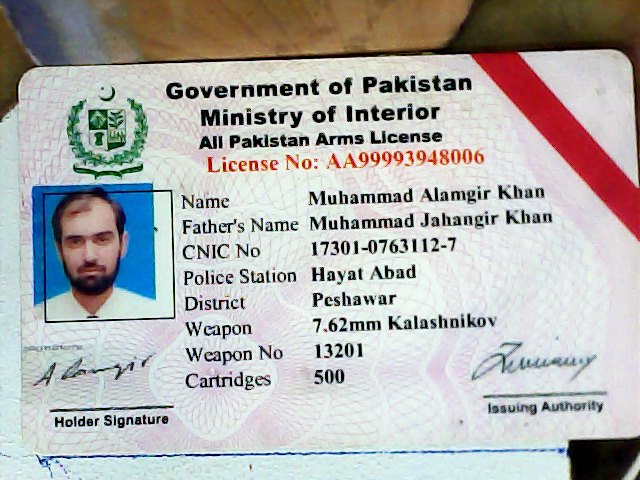 Government of Pakistan
Ministry of Interior
All Pakistan Arms License
License No: AA99993948006
Name Muhammad Alamgir Khan
Father's Name Muhammad Jahangir Khan
CNIC No 17301-0763112-7
Police Station Hayat Abad
District Peshawar
Weapon 7.62mm Kalashnikov
Weapon No 13201
Cartridges 500
Holder Signature
Issuing Authority